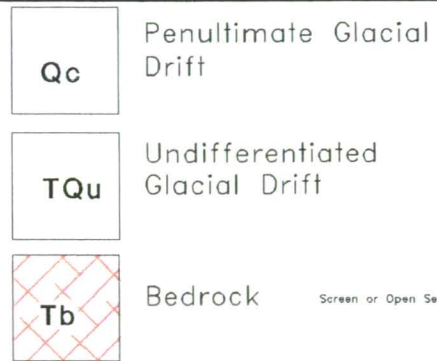 Qc
Penultimate Glacial
Drift
TQu
Undifferentiated
Glacial Drift
Tb
Bedrock
Screen or Open